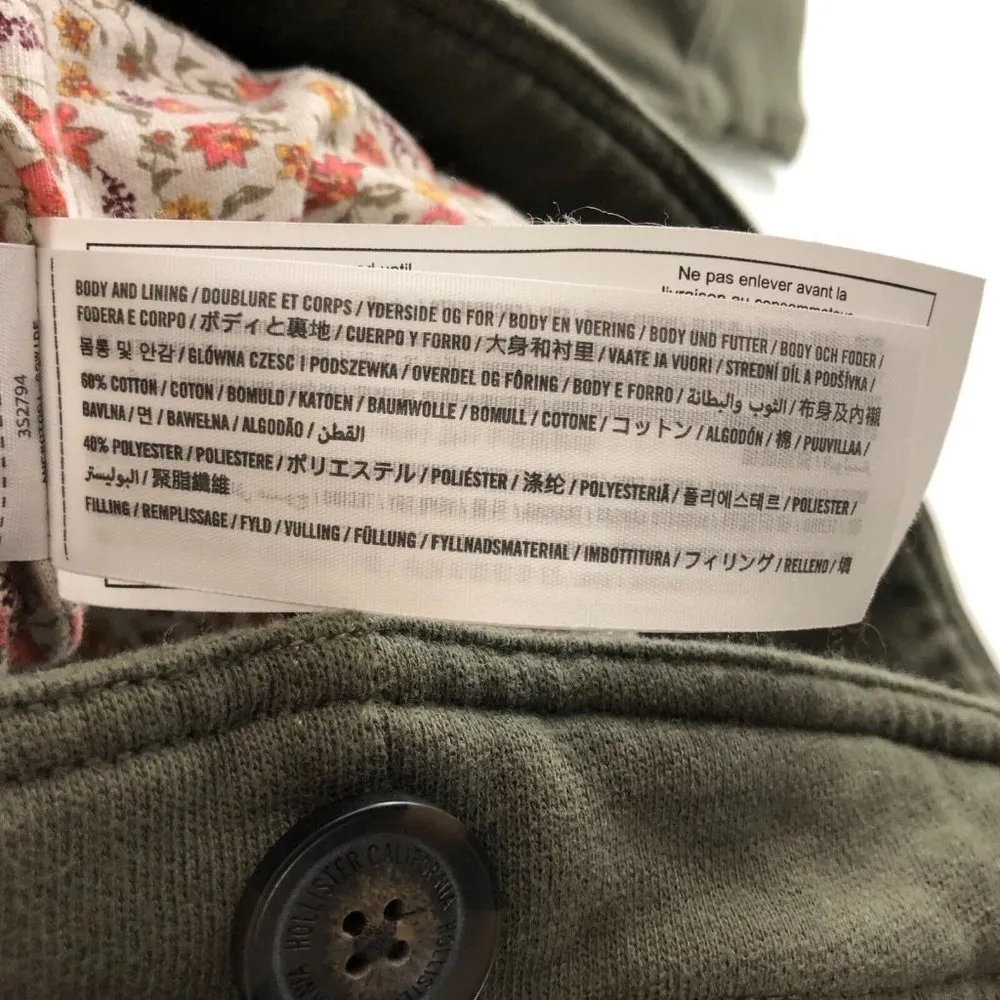 Ne pas enlever avant la
BODY AND LINING / DOUBLURE ET CORPS / YDERSIDE OG FOR / BODY EN VOERING / BODY UND FUTTER / BODY OCH FODER /
FODERA E CORPO / ボディと裏地 / CUERPO Y FORRO / 大身和衬里 / VAATE JA VUORI / STREDNÍ DÍL A PODŠÍVKA /
몸통 및 안감 / GLÓWNA CZESC I PODSZEWKA / OVERDEL OG FÔRING / BODY E FORRO / الثوب والبطانة / 布身及內襯
60% COTTON / COTON / BOMULD / KATOEN / BAUMWOLLE / BOMULL / COTONE / コットン / ALGODÓN / 棉 / PUUVILLAA /
BAVLNA / 면 / BAWEŁNA / ALGODÃO / القطن
40% POLYESTER / POLIESTERE / ポリエステル / POLIÉSTER / 涤纶 / POLYESTERIÄ / 폴리에스테르 / POLIESTER /
البوليستر / 聚脂纖維
FILLING / REMPLISSAGE / FYLD / VULLING / FÜLLUNG / FYLLNADSMATERIAL / IMBOTTITURA / フィリング / RELLENO / 填
3S2794
HOLLISTER CALIFORNIA